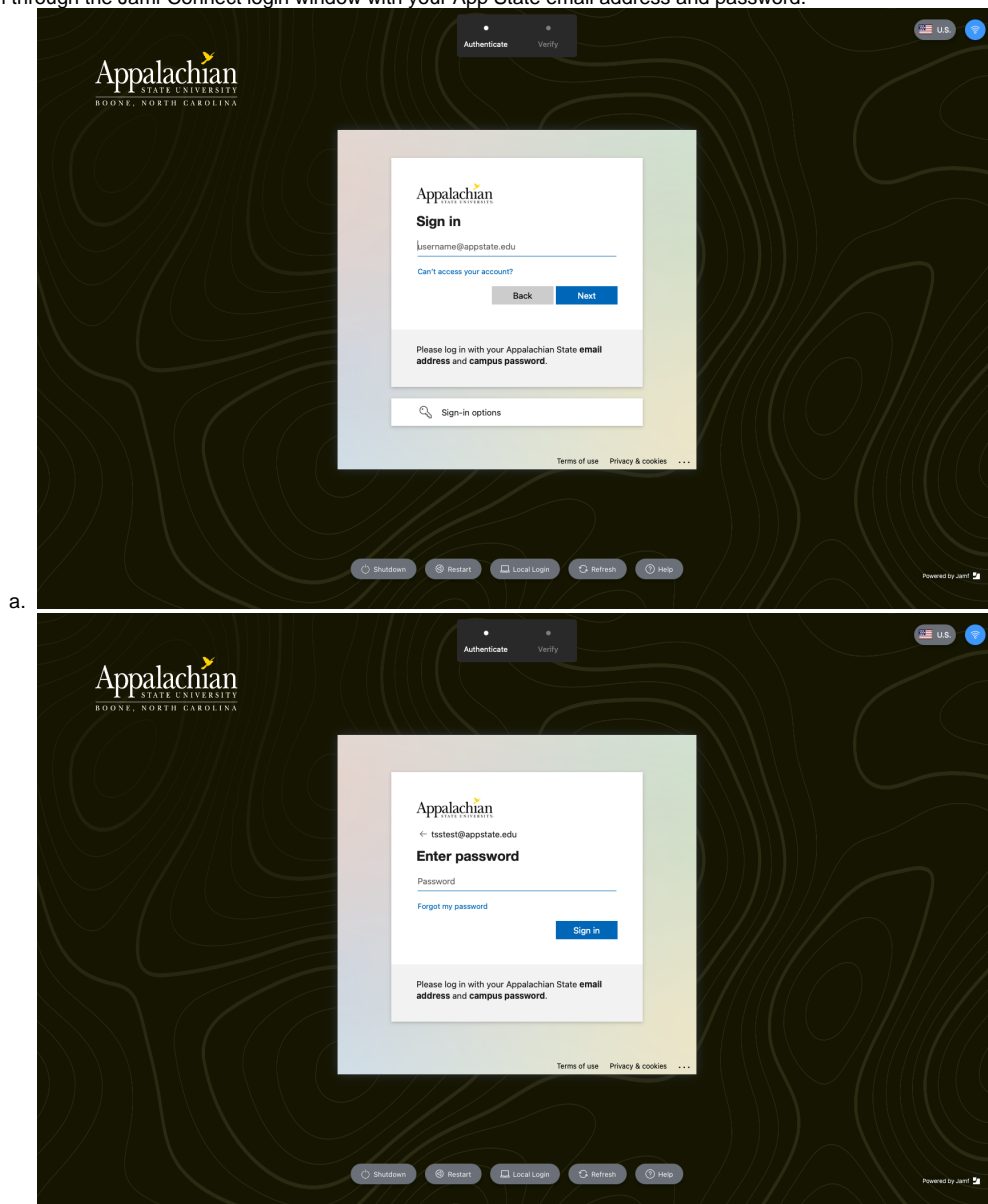 through the Jamf Connect login window with your App State email address and password.
Authenticate Verify
U.S.
Appalachian
STATE UNIVERSITY
BOONE, NORTH CAROLINA
Appalachian
STATE UNIVERSITY
Sign in
username@appstate.edu
Can't access your account?
Back Next
Please log in with your Appalachian State email
address and campus password.
Sign-in options
Terms of use Privacy & cookies ...
Shutdown Restart Local Login Refresh Help
Powered by Jamf
a.
Authenticate Verify
U.S.
Appalachian
STATE UNIVERSITY
BOONE, NORTH CAROLINA
Appalachian
STATE UNIVERSITY
← tsstest@appstate.edu
Enter password
Password
Forgot my password
Sign in
Please log in with your Appalachian State email
address and campus password.
Terms of use Privacy & cookies ...
Shutdown Restart Local Login Refresh Help
Powered by Jamf